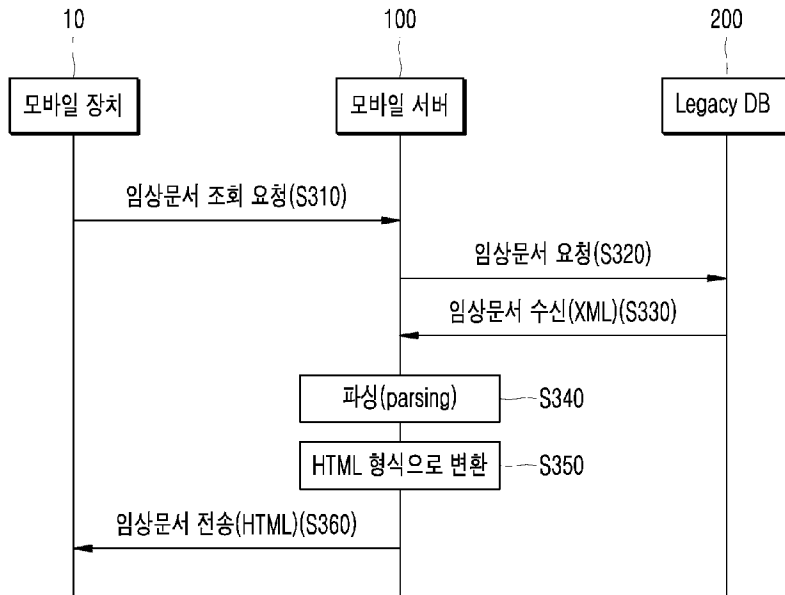 10
100
200
모바일 장치
모바일 서버
Legacy DB
임상문서 조회 요청(S310)
임상문서 요청(S320)
임상문서 수신(XML)(S330)
파싱(parsing)
S340
HTML 형식으로 변환
S350
임상문서 전송(HTML)(S360)